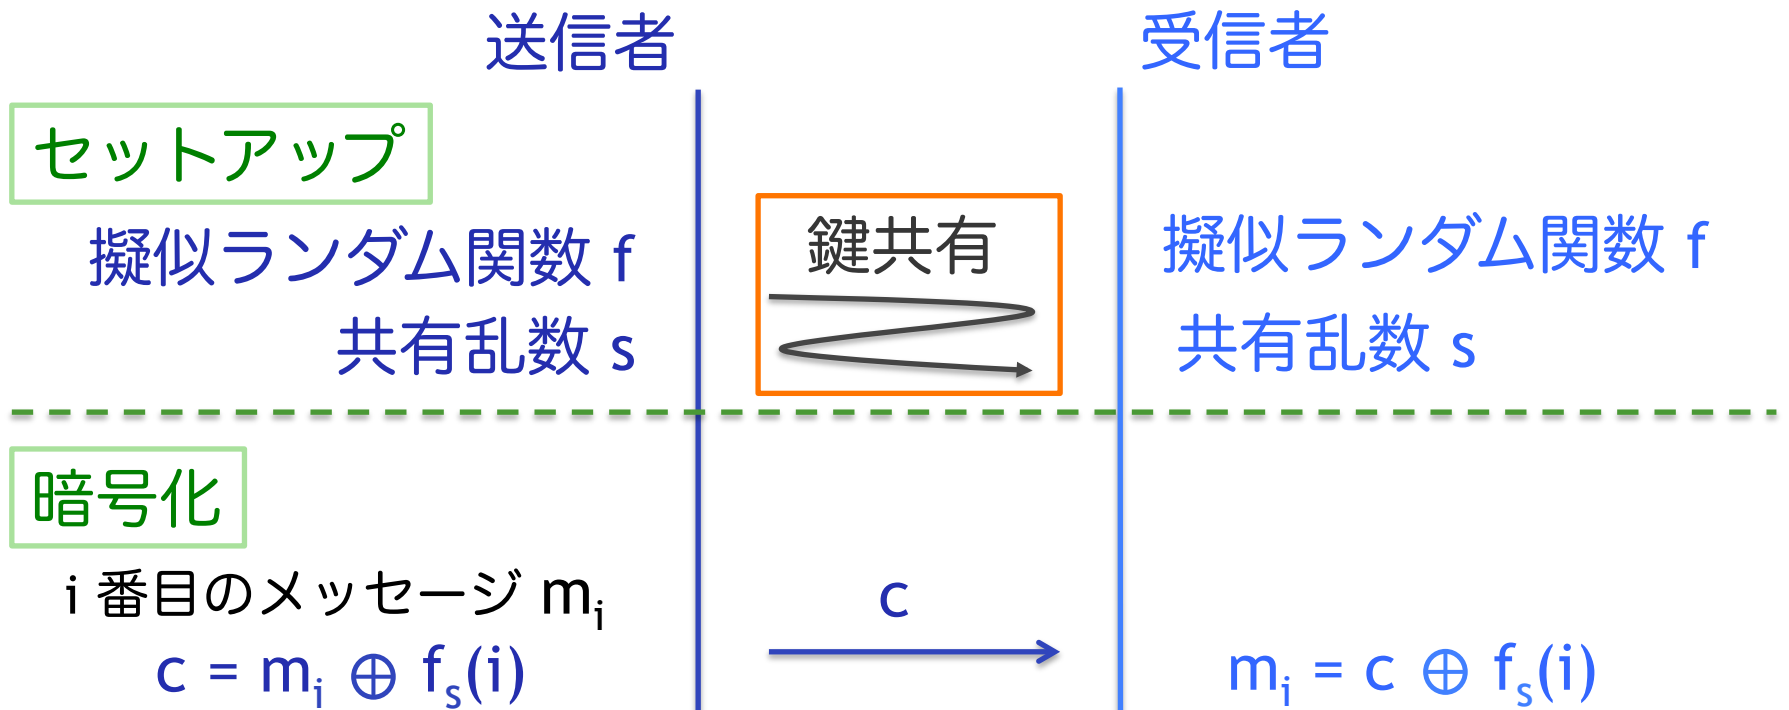 送信者
受信者
セットアップ
擬似ランダム関数 f
鍵共有
擬似ランダム関数 f
共有乱数 s
共有乱数 s
暗号化
i 番目のメッセージ mᵢ
c
c = mᵢ ⊕ fₛ(i)
mᵢ = c ⊕ fₛ(i)